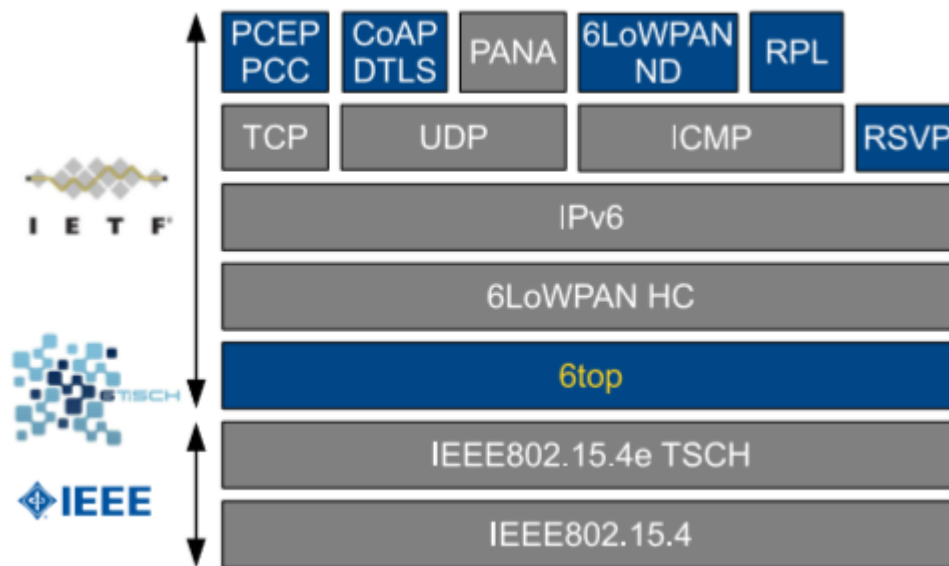 PCEP
PCC
CoAP
DTLS
PANA
6LoWPAN
ND
RPL
TCP
UDP
ICMP
RSVP
IETF
IPv6
6LoWPAN HC
6TiSCH
6top
IEEE802.15.4e TSCH
IEEE
IEEE802.15.4